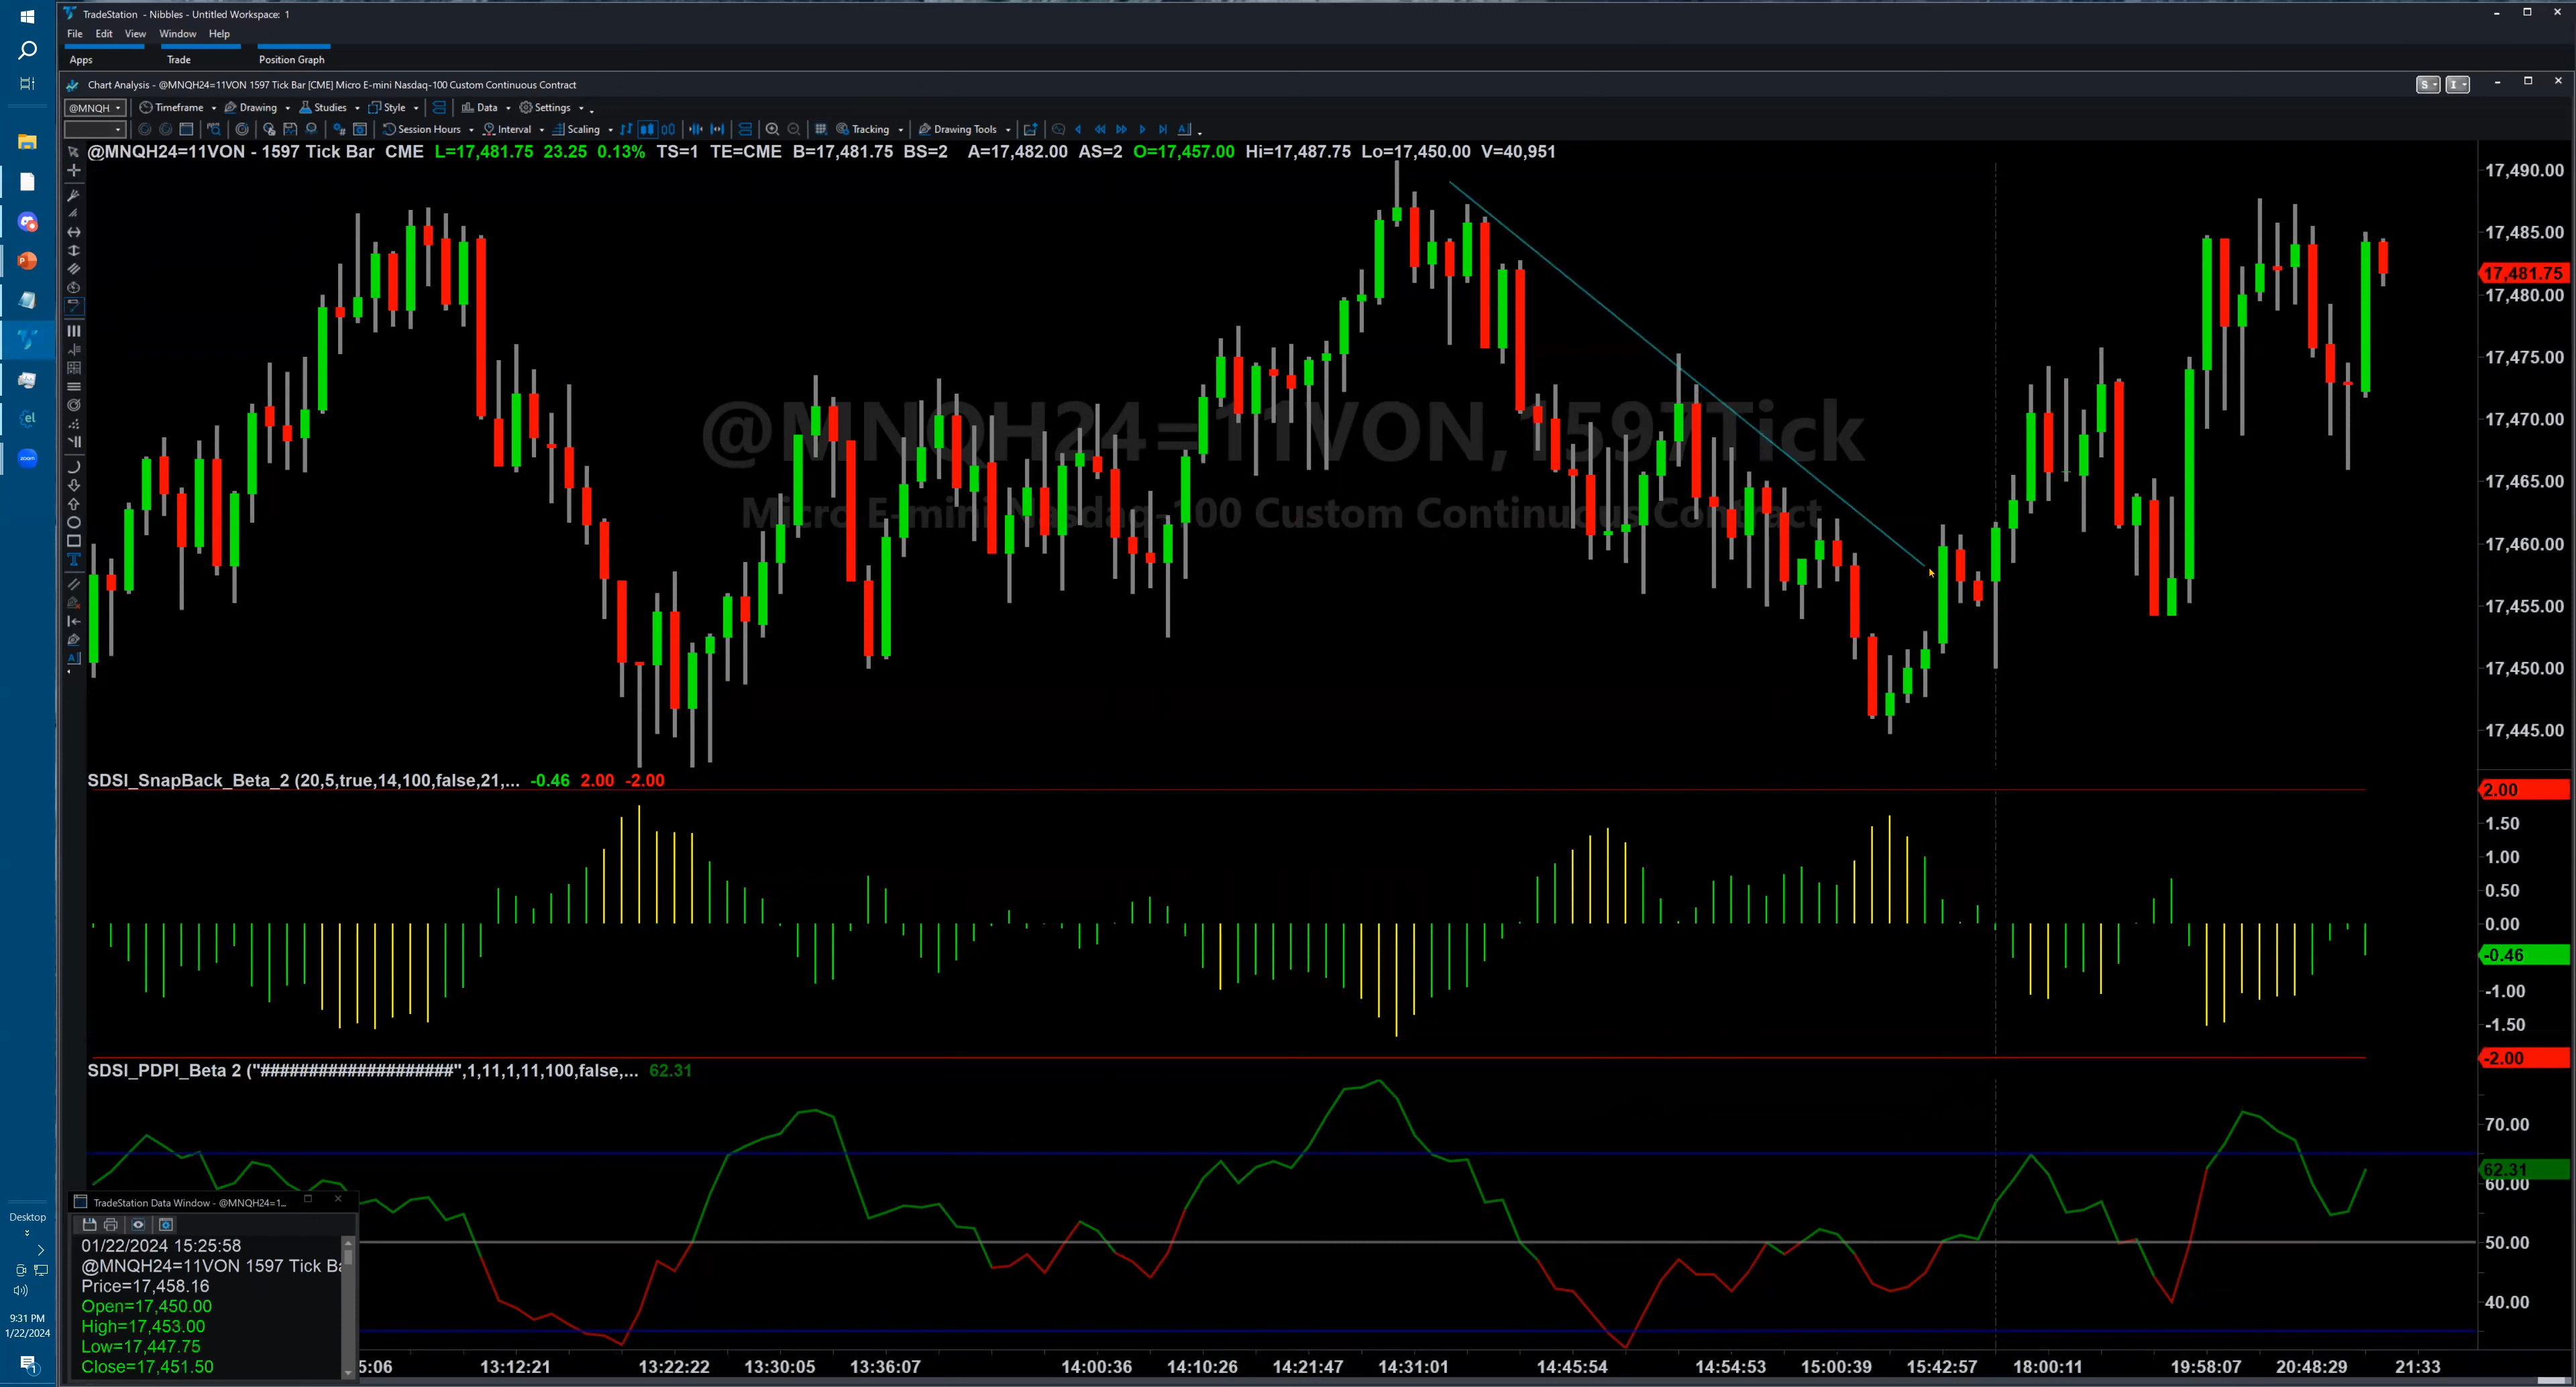 TradeStation - Nibbles - Untitled Workspace: 1
File Edit View Window Help
Apps Trade Position Graph
Chart Analysis - @MNQH24=11VON 1597 Tick Bar [CME] Micro E-mini Nasdaq-100 Custom Continuous Contract
S I
@MNQH Timeframe Drawing Studies Style Data Settings
Session Hours Interval Scaling Tracking Drawing Tools
@MNQH24=11VON - 1597 Tick Bar CME L=17,481.75 23.25 0.13% TS=1 TE=CME B=17,481.75 BS=2 A=17,482.00 AS=2 O=17,457.00 Hi=17,487.75 Lo=17,450.00 V=40,951
17,490.00
17,485.00
17,481.75
17,480.00
17,475.00
17,470.00
17,465.00
17,460.00
17,455.00
17,450.00
17,445.00
@MNQH24=11VON,1597Tick
Micro E-mini Nasdaq-100 Custom Continuous Contract
SDSI_SnapBack_Beta_2 (20,5,true,14,100,false,21,... -0.46 2.00 -2.00
2.00
1.50
1.00
0.50
0.00
-0.46
-1.00
-1.50
-2.00
SDSI_PDPI_Beta 2 ("####################",1,11,1,11,100,false,... 62.31
70.00
62.31
60.00
50.00
40.00
TradeStation Data Window - @MNQH24=1...
01/22/2024 15:25:58
@MNQH24=11VON 1597 Tick Ba
Price=17,458.16
Open=17,450.00
High=17,453.00
Low=17,447.75
Close=17,451.50
5:06 13:12:21 13:22:22 13:30:05 13:36:07 14:00:36 14:10:26 14:21:47 14:31:01 14:45:54 14:54:53 15:00:39 15:42:57 18:00:11 19:58:07 20:48:29 21:33
el
zoom
Desktop
9:31 PM
1/22/2024
1